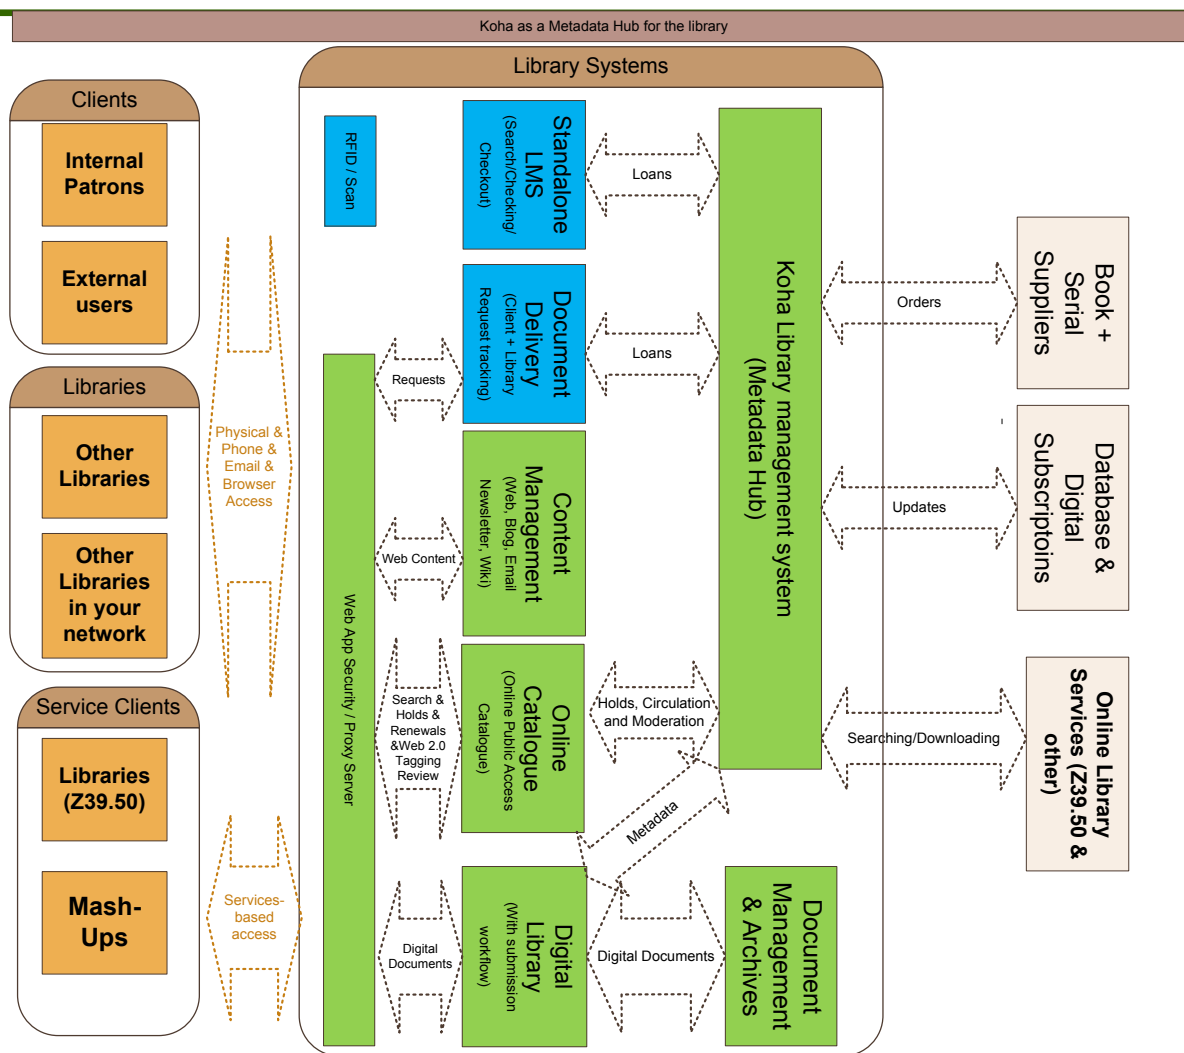 Koha as a Metadata Hub for the library
Clients
Internal
Patrons
External
users
Libraries
Other
Libraries
Other
Libraries
in your
network
Service Clients
Libraries
(Z39.50)
Mash-
Ups
Physical &
Phone &
Email &
Browser
Access
Services-
based
access
Library Systems
RFID / Scan
Web App Security / Proxy Server
Requests
Web Content
Search &
Holds &
Renewals
&Web 2.0
Tagging
Review
Digital
Documents
Standalone
LMS
(Search/Checking/
Checkout)
Document
Delivery
(Client + Library
Request tracking)
Content
Management
(Web, Blog, Email
Newsletter, Wiki)
Online
Catalogue
(Online Public Access
Catalogue)
Digital
Library
(With submission
workflow)
Loans
Loans
Holds, Circulation
and Moderation
Metadata
Digital Documents
Koha Library management system
(Metadata Hub)
Document
Management
& Archives
Orders
Updates
Searching/Downloading
Book +
Serial
Suppliers
Database &
Digital
Subscriptoins
Online Library
Services (Z39.50 &
other)